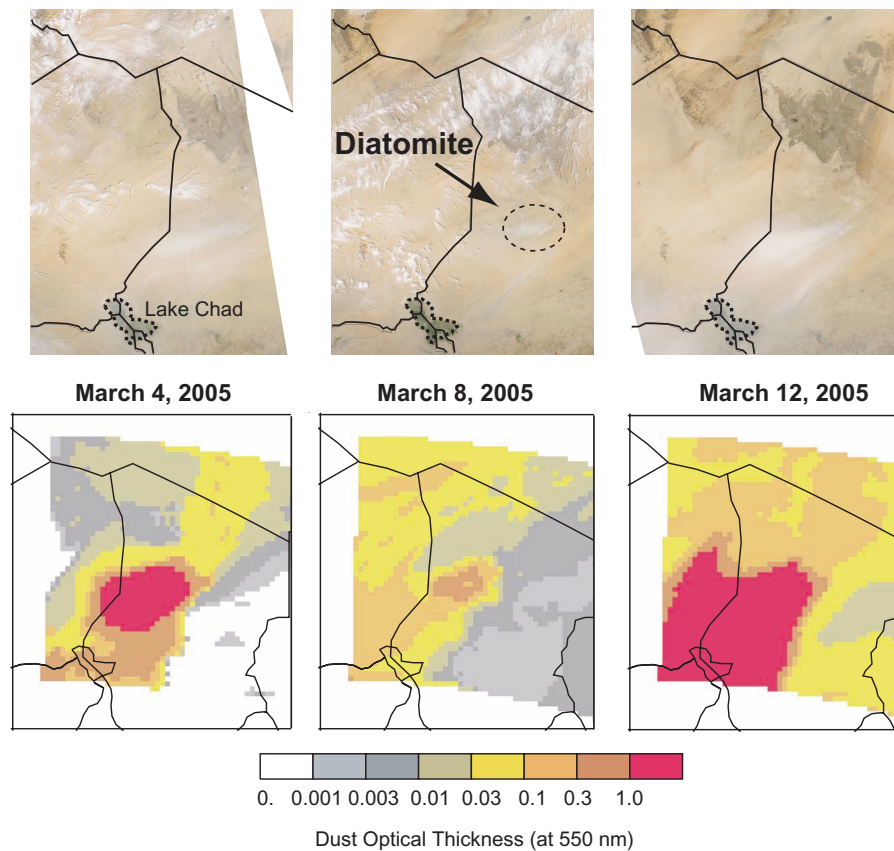 Diatomite
Lake Chad
March 4, 2005
March 8, 2005
March 12, 2005
0. 0.001 0.003 0.01 0.03 0.1 0.3 1.0
Dust Optical Thickness (at 550 nm)